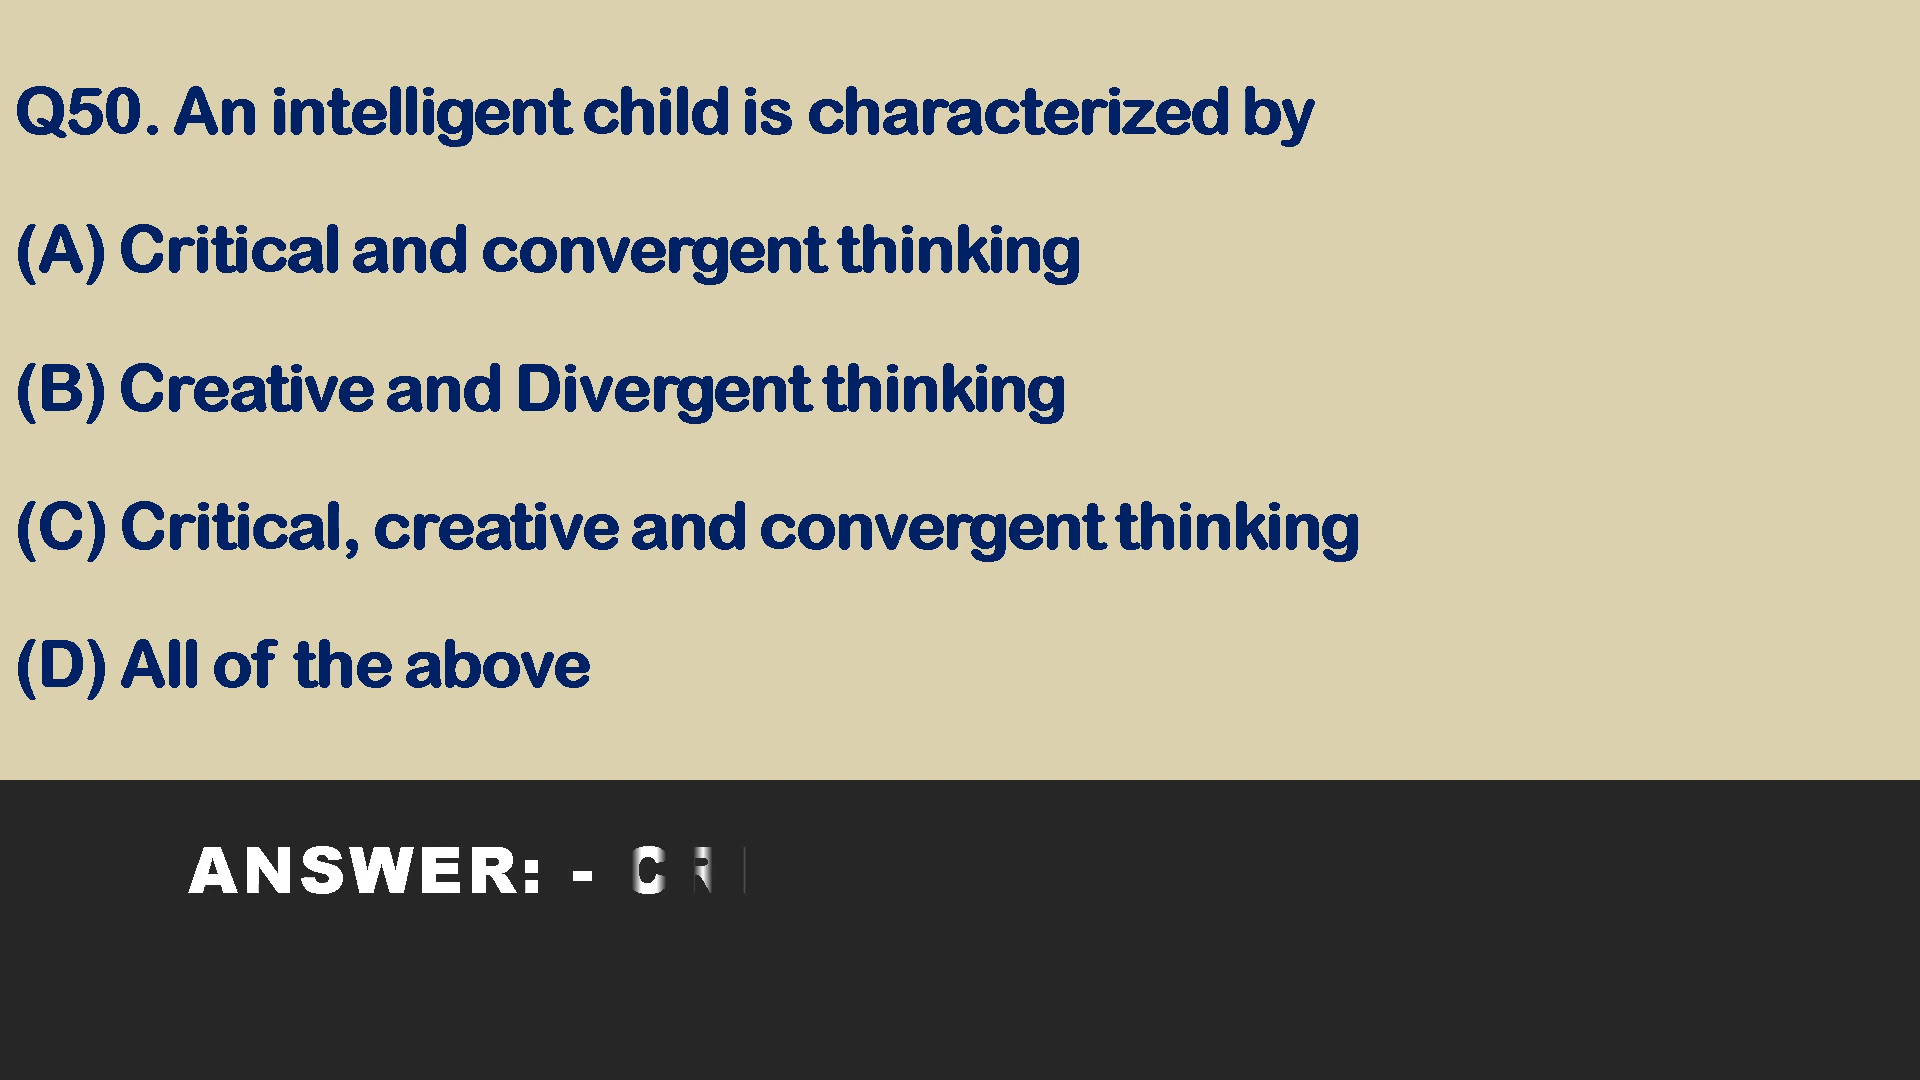 Q50. An intelligent child is characterized by
(A) Critical and convergent thinking
(B) Creative and Divergent thinking
(C) Critical, creative and convergent thinking
(D) All of the above
ANSWER: - CR